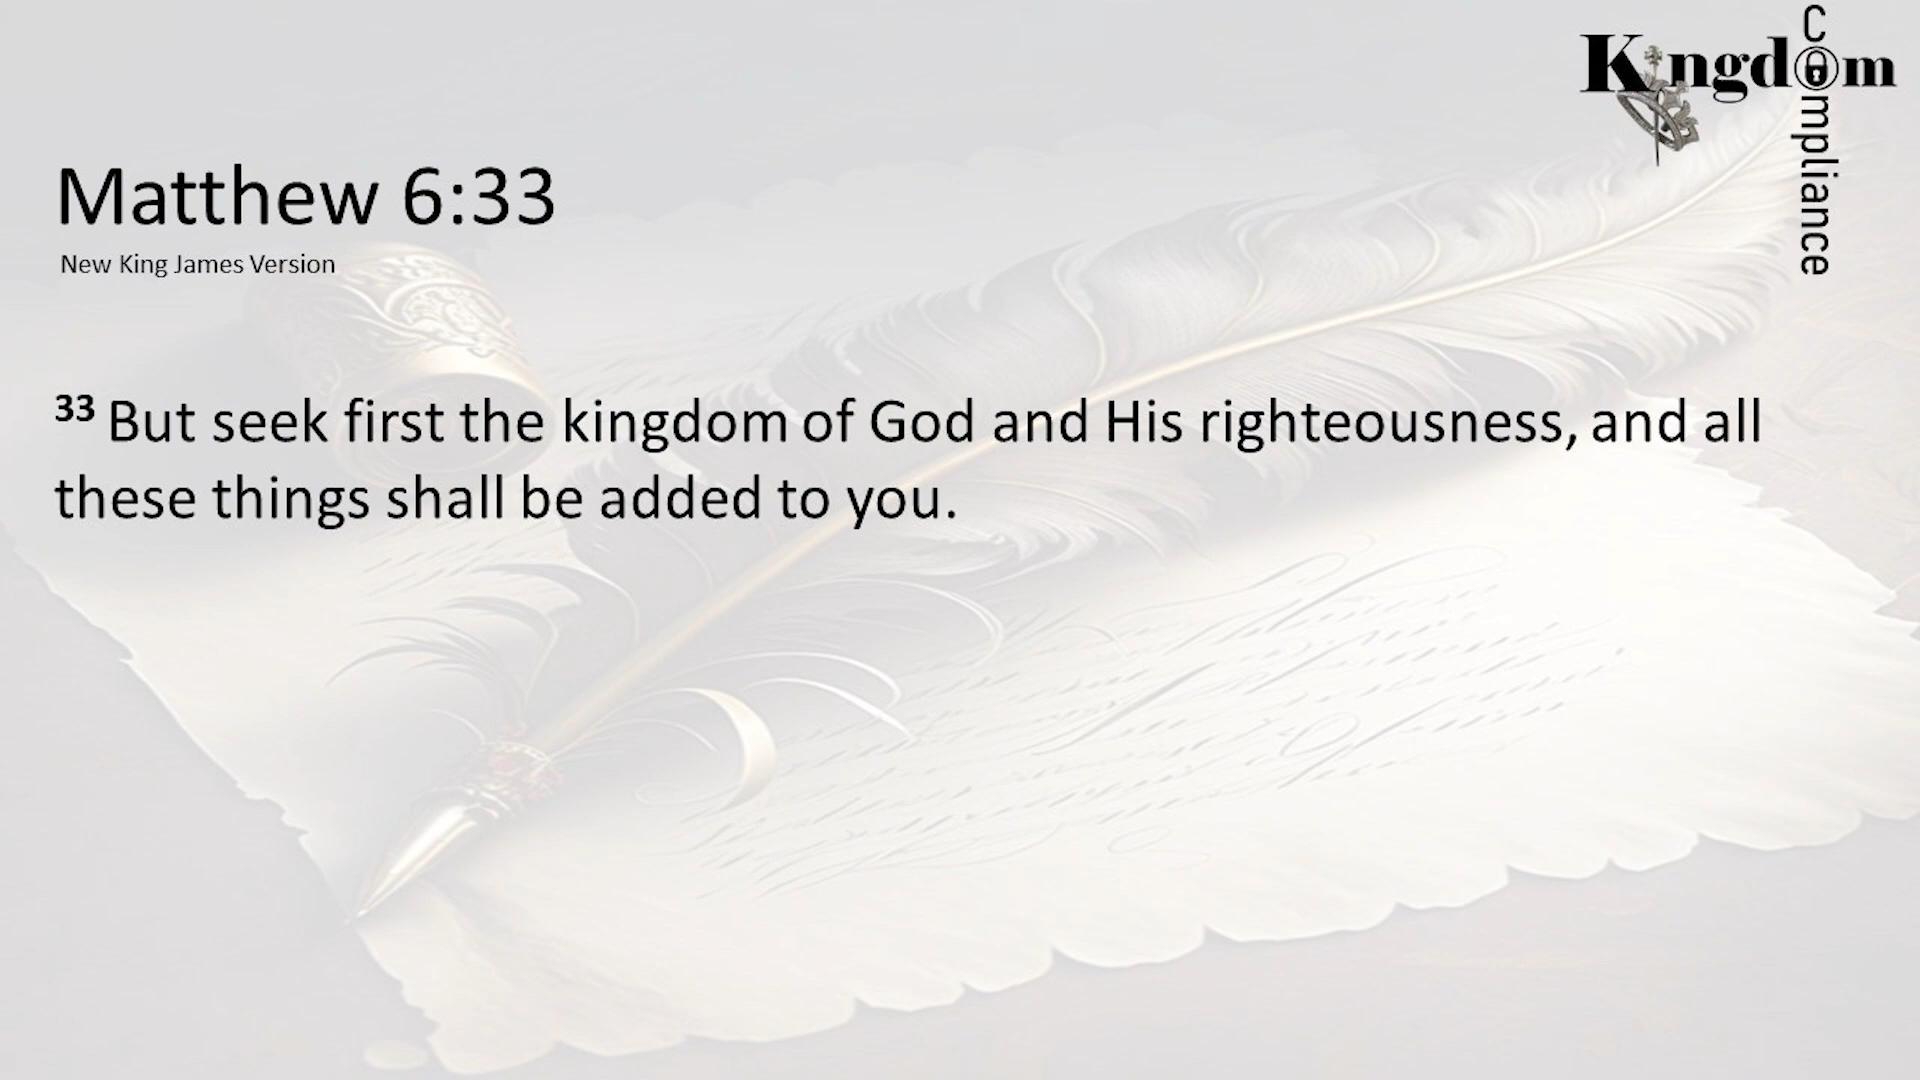 Kingdom
Compliance
Matthew 6:33
New King James Version
33 But seek first the kingdom of God and His righteousness, and all
these things shall be added to you.